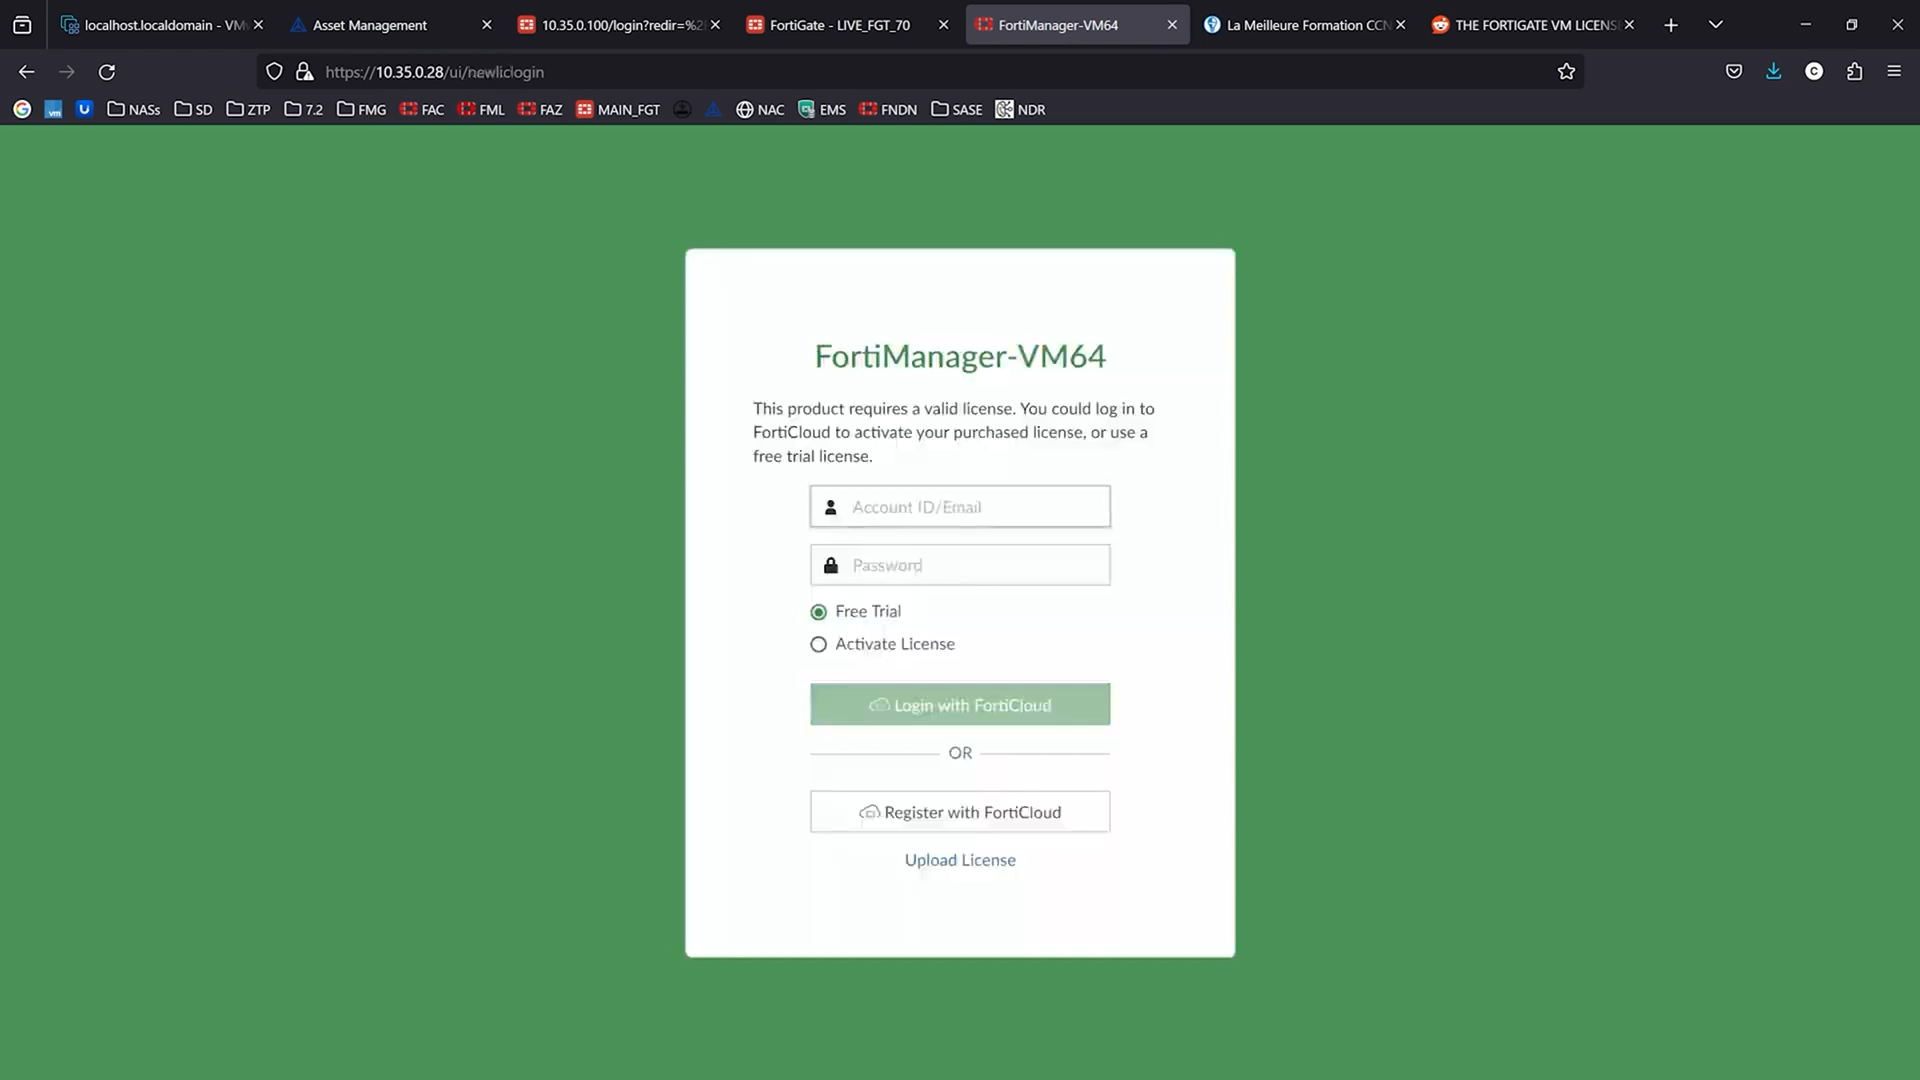 localhost.localdomain - VM
Asset Management
10.35.0.100/login?redir=%2
FortiGate - LIVE_FGT_70
FortiManager-VM64
La Meilleure Formation CCN
THE FORTIGATE VM LICENS
https://10.35.0.28/ui/newliclogin
NASs
SD
ZTP
7.2
FMG
FAC
FML
FAZ
MAIN_FGT
NAC
EMS
FNDN
SASE
NDR
FortiManager-VM64
This product requires a valid license. You could log in to
FortiCloud to activate your purchased license, or use a
free trial license.
Account ID/Email
Password
Free Trial
Activate License
Login with FortiCloud
OR
Register with FortiCloud
Upload License